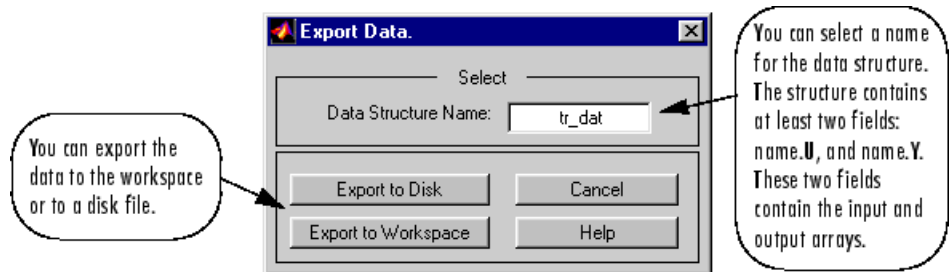 Export Data.
Select
Data Structure Name:
tr_dat
Export to Disk
Cancel
Export to Workspace
Help
You can export the
data to the workspace
or to a disk file.
You can select a name
for the data structure.
The structure contains
at least two fields:
name.U, and name.Y.
These two fields
contain the input and
output arrays.